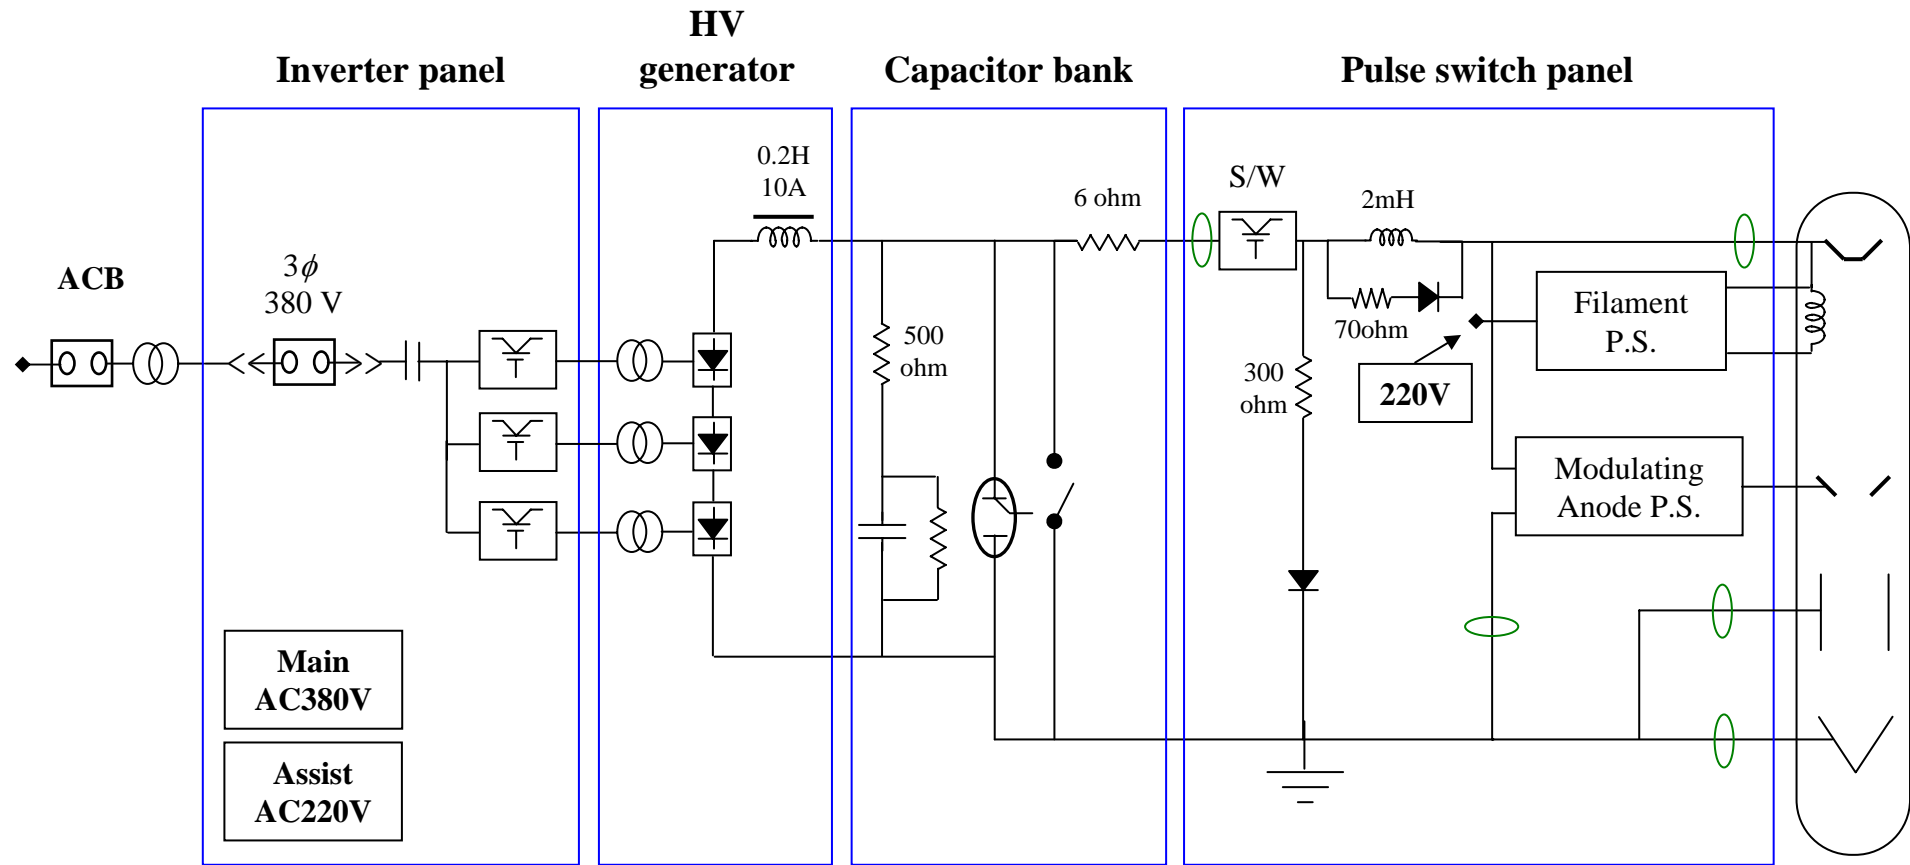 HV
Inverter panel
generator
Capacitor bank
Pulse switch panel
0.2H
10A
6 ohm
S/W
2mH
ACB
3ϕ
380 V
500
ohm
70ohm
300
ohm
220V
Filament
P.S.
Modulating
Anode P.S.
Main
AC380V
Assist
AC220V